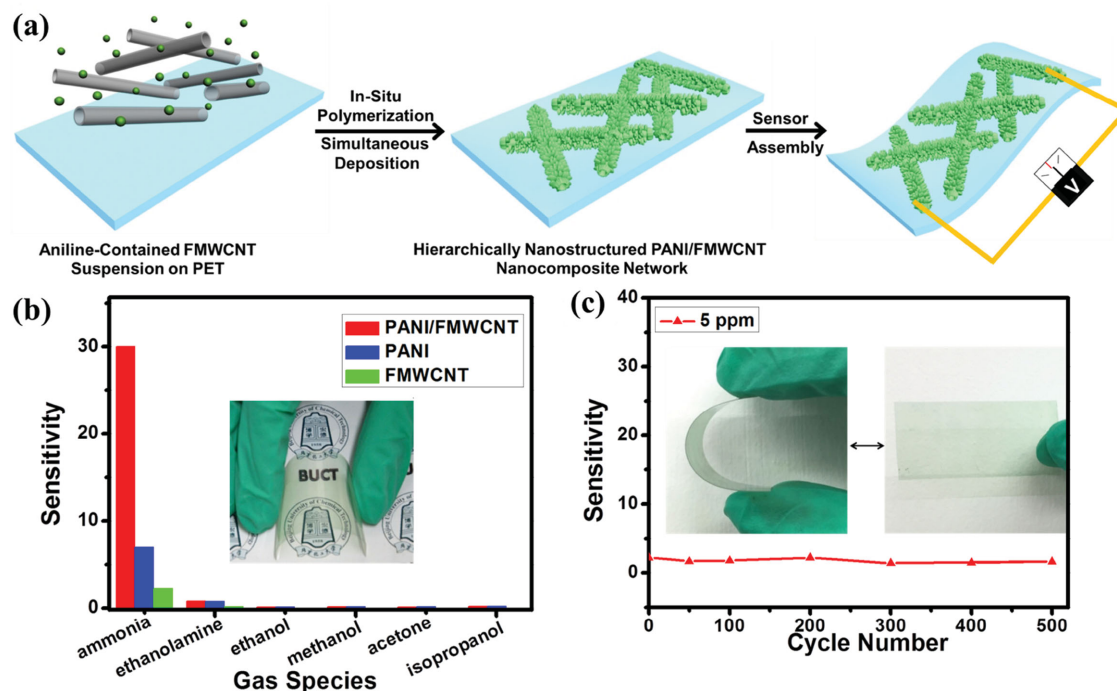 (a)
In-Situ
Polymerization
Simultaneous
Deposition
Sensor
Assembly
V
Aniline-Contained FMWCNT
Suspension on PET
Hierarchically Nanostructured PANI/FMWCNT
Nanocomposite Network
(b)
30
20
10
0
Sensitivity
PANI/FMWCNT
PANI
FMWCNT
BUCT
ammonia
ethanolamine
ethanol
methanol
acetone
isopropanol
Gas Species
(c)
40
30
20
10
0
Sensitivity
5 ppm
0 100 200 300 400 500
Cycle Number